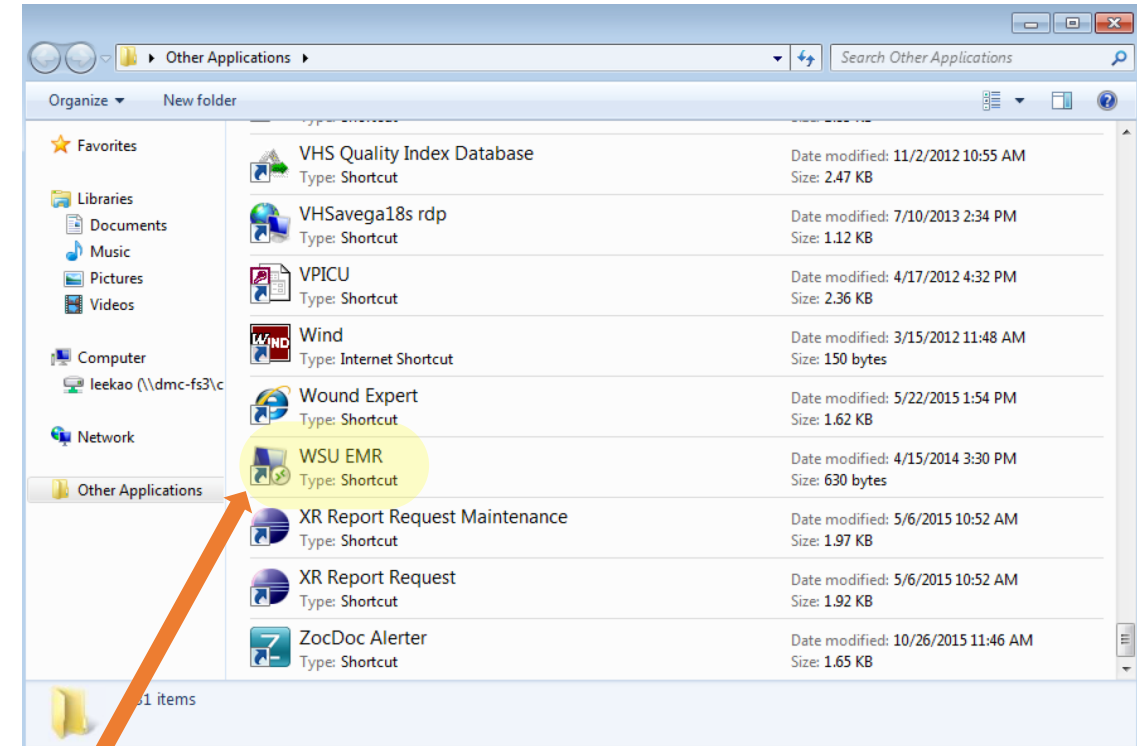 Other Applications
Search Other Applications
Organize
New folder
Favorites
Libraries
Documents
Music
Pictures
Videos
Computer
leekao (\\dmc-fs3\c
Network
Other Applications
VHS Quality Index Database
Type: Shortcut
Date modified: 11/2/2012 10:55 AM
Size: 2.47 KB
VHSavega18s rdp
Type: Shortcut
Date modified: 7/10/2013 2:34 PM
Size: 1.12 KB
VPICU
Type: Shortcut
Date modified: 4/17/2012 4:32 PM
Size: 2.36 KB
WIND
Wind
Type: Internet Shortcut
Date modified: 3/15/2012 11:48 AM
Size: 150 bytes
Wound Expert
Type: Shortcut
Date modified: 5/22/2015 1:54 PM
Size: 1.62 KB
WSU EMR
Type: Shortcut
Date modified: 4/15/2014 3:30 PM
Size: 630 bytes
XR Report Request Maintenance
Type: Shortcut
Date modified: 5/6/2015 10:52 AM
Size: 1.97 KB
XR Report Request
Type: Shortcut
Date modified: 5/6/2015 10:52 AM
Size: 1.92 KB
ZocDoc Alerter
Type: Shortcut
Date modified: 10/26/2015 11:46 AM
Size: 1.65 KB
items